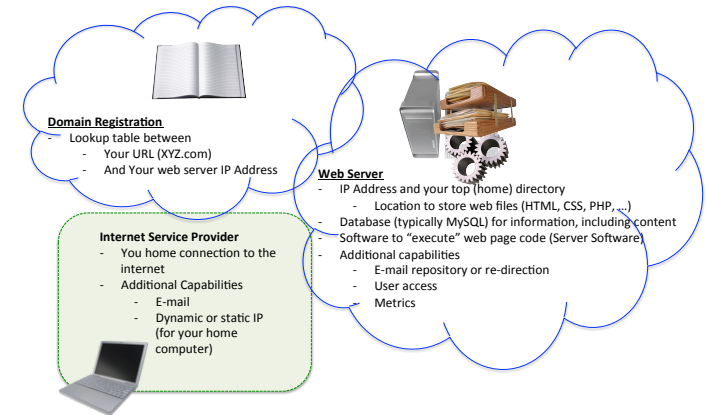 Domain Registration
- Lookup table between
- Your URL (XYZ.com)
- And Your web server IP Address
Web Server
- IP Address and your top (home) directory
- Location to store web files (HTML, CSS, PHP, …)
- Database (typically MySQL) for information, including content
- Software to “execute” web page code (Server Software)
- Additional capabilities
- E-mail repository or re-direction
- User access
- Metrics
Internet Service Provider
- You home connection to the
internet
- Additional Capabilities
- E-mail
- Dynamic or static IP
(for your home
computer)